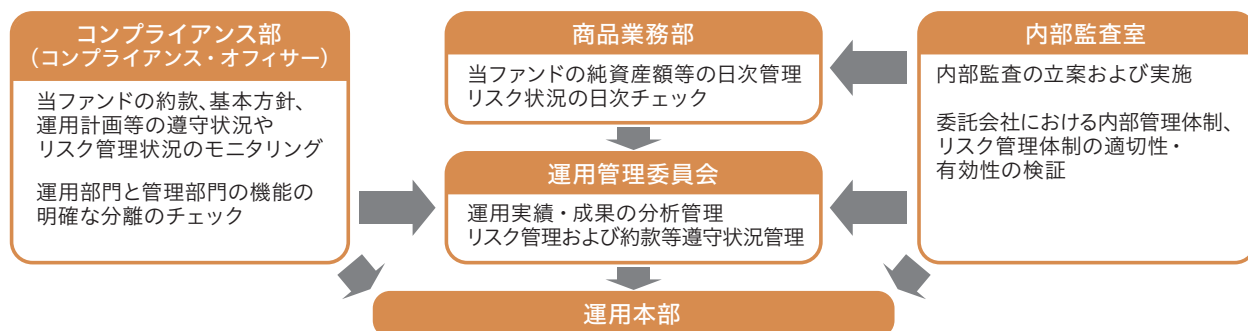 コンプライアンス部
（コンプライアンス・オフィサー）
当ファンドの約款、基本方針、
運用計画等の遵守状況や
リスク管理状況のモニタリング
運用部門と管理部門の機能の
明確な分離のチェック
商品業務部
当ファンドの純資産額等の日次管理
リスク状況の日次チェック
運用管理委員会
運用実績・成果の分析管理
リスク管理および約款等遵守状況管理
内部監査室
内部監査の立案および実施
委託会社における内部管理体制、
リスク管理体制の適切性・
有効性の検証
運用本部